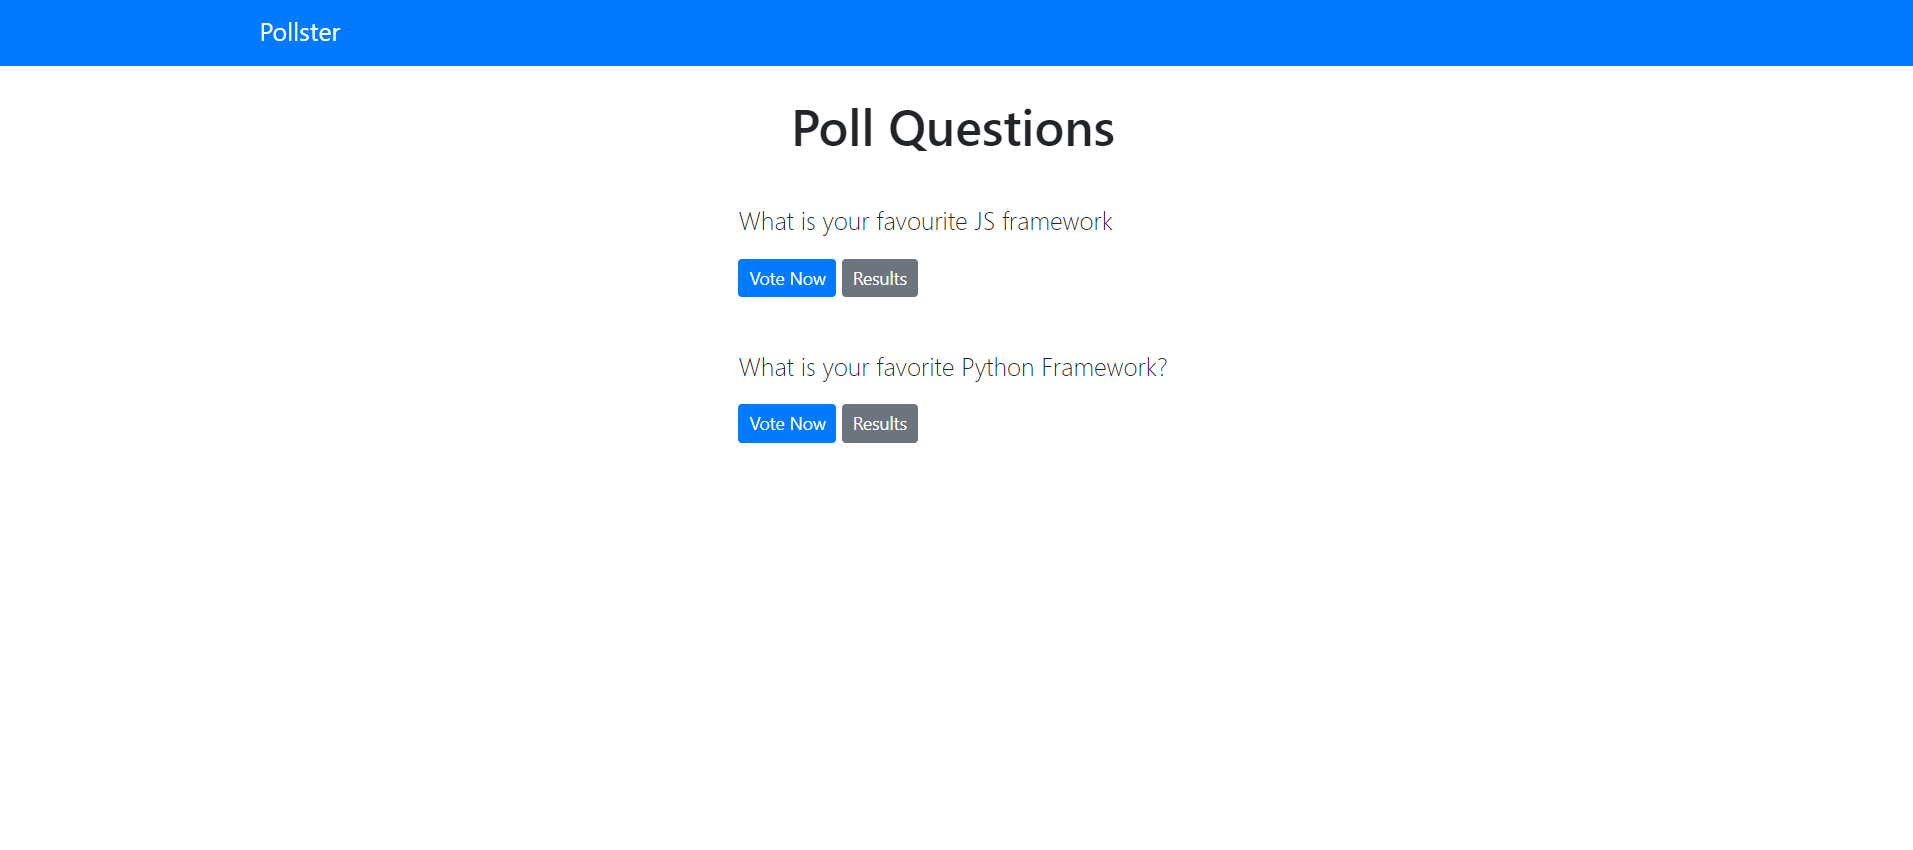 Pollster
Poll Questions
What is your favourite JS framework
Vote Now Results
What is your favorite Python Framework?
Vote Now Results